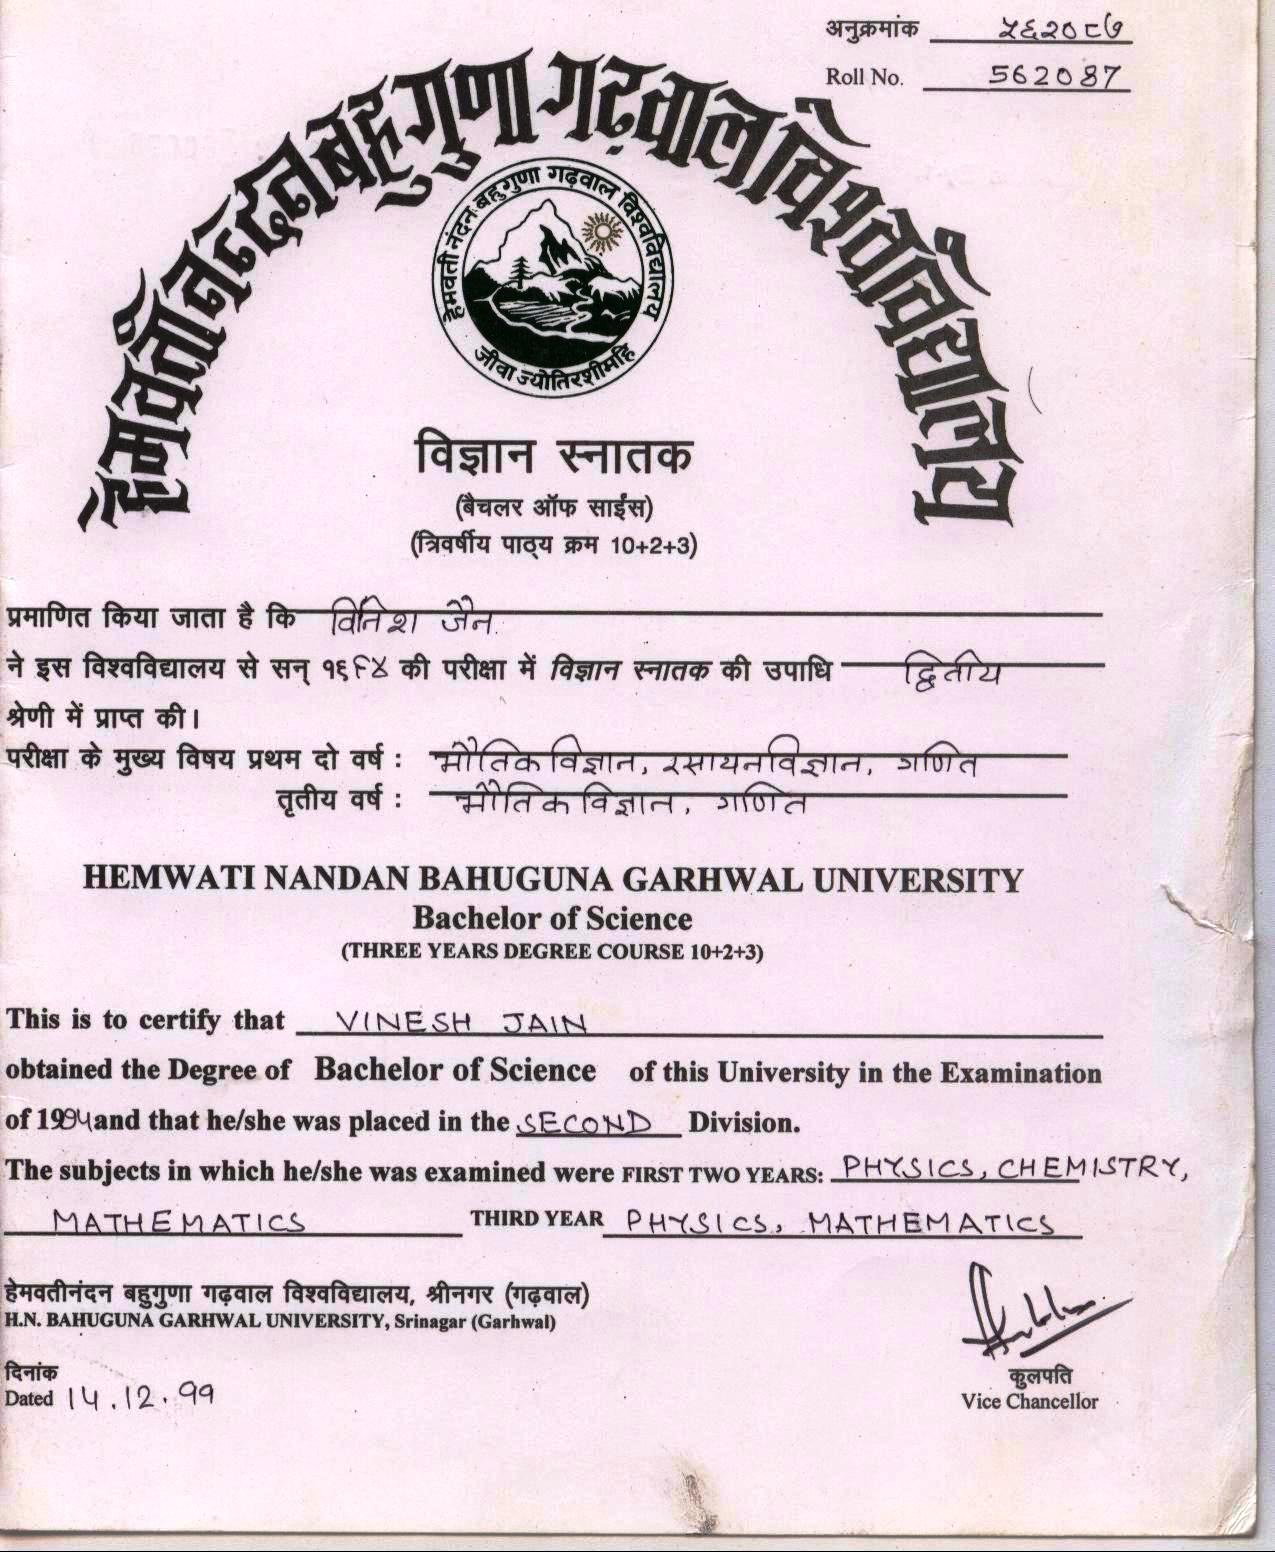 अनुक्रमांक ५६२०८७
Roll No. 562087
हेमवती नन्दन बहुगुणा गढ़वाल विश्वविद्यालय
हेमवती नंदन बहुगुणा गढ़वाल विश्वविद्यालय
जीवा ज्योतिरशीमहि
विज्ञान स्नातक
(बैचलर ऑफ साईंस)
(त्रिवर्षीय पाठ्य क्रम 10+2+3)
प्रमाणित किया जाता है कि विनिश जैन
ने इस विश्वविद्यालय से सन् १९९४ की परीक्षा में विज्ञान स्नातक की उपाधि द्वितीय
श्रेणी में प्राप्त की।
परीक्षा के मुख्य विषय प्रथम दो वर्ष : भौतिक विज्ञान, रसायन विज्ञान, गणित
तृतीय वर्ष : भौतिक विज्ञान, गणित
HEMWATI NANDAN BAHUGUNA GARHWAL UNIVERSITY
Bachelor of Science
(THREE YEARS DEGREE COURSE 10+2+3)
This is to certify that VINESH JAIN
obtained the Degree of Bachelor of Science of this University in the Examination
of 1994 and that he/she was placed in the SECOND Division.
The subjects in which he/she was examined were FIRST TWO YEARS: PHYSICS, CHEMISTRY,
MATHEMATICS THIRD YEAR PHYSICS, MATHEMATICS
हेमवतीनंदन बहुगुणा गढ़वाल विश्वविद्यालय, श्रीनगर (गढ़वाल)
H.N. BAHUGUNA GARHWAL UNIVERSITY, Srinagar (Garhwal)
दिनांक
Dated 14.12.99
कुलपति
Vice Chancellor